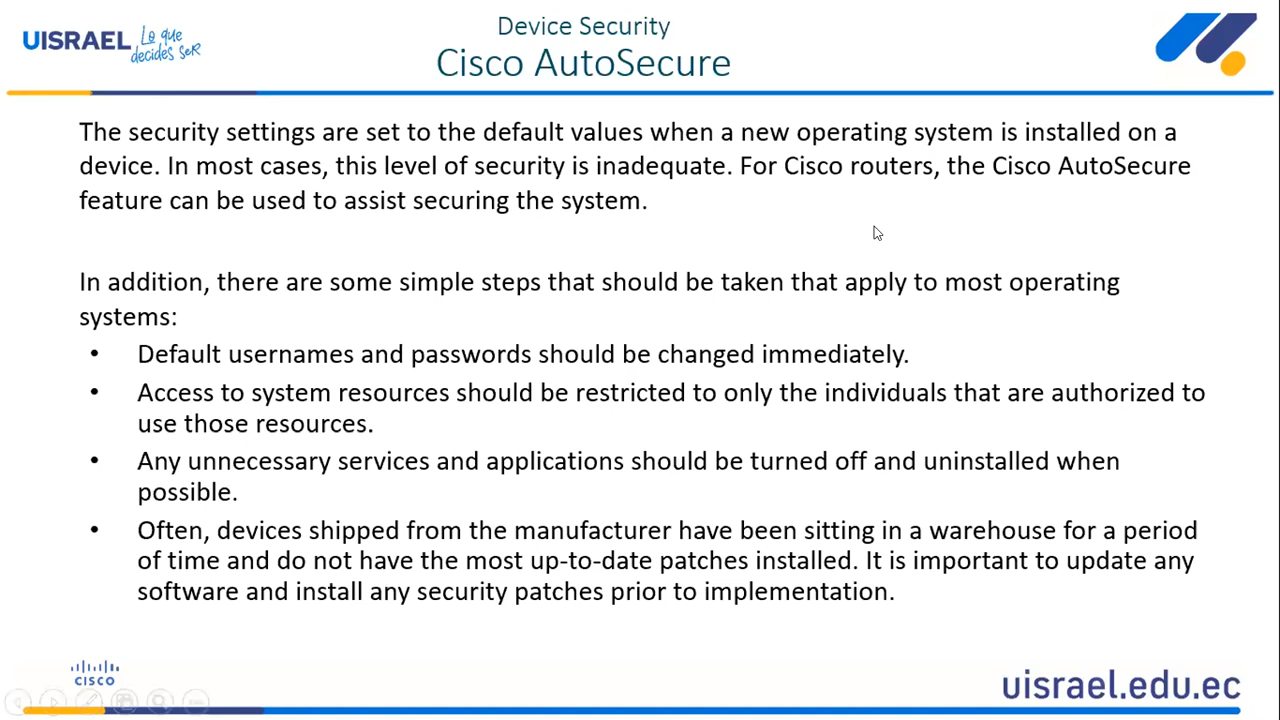 UISRAEL Lo que
decides seR
Device Security
Cisco AutoSecure
The security settings are set to the default values when a new operating system is installed on a
device. In most cases, this level of security is inadequate. For Cisco routers, the Cisco AutoSecure
feature can be used to assist securing the system.
In addition, there are some simple steps that should be taken that apply to most operating
systems:
• Default usernames and passwords should be changed immediately.
• Access to system resources should be restricted to only the individuals that are authorized to
use those resources.
• Any unnecessary services and applications should be turned off and uninstalled when
possible.
• Often, devices shipped from the manufacturer have been sitting in a warehouse for a period
of time and do not have the most up-to-date patches installed. It is important to update any
software and install any security patches prior to implementation.
CISCO
uisrael.edu.ec